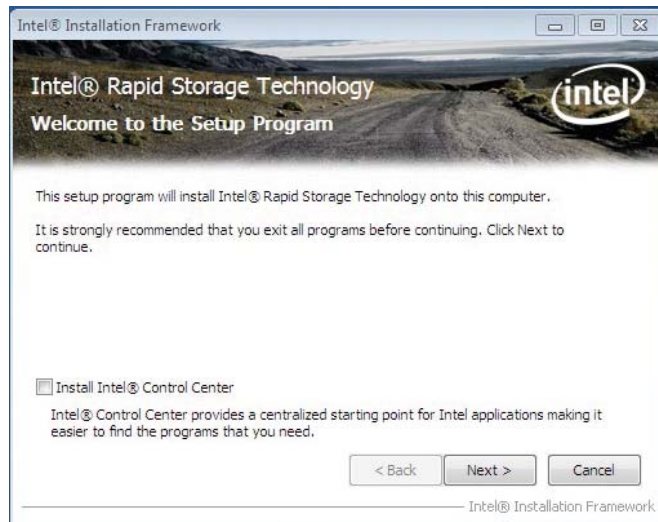 Intel® Installation Framework
Intel® Rapid Storage Technology
intel
Welcome to the Setup Program
This setup program will install Intel® Rapid Storage Technology onto this computer.
It is strongly recommended that you exit all programs before continuing. Click Next to
continue.
Install Intel® Control Center
Intel® Control Center provides a centralized starting point for Intel applications making it
easier to find the programs that you need.
< Back Next > Cancel
Intel® Installation Framework